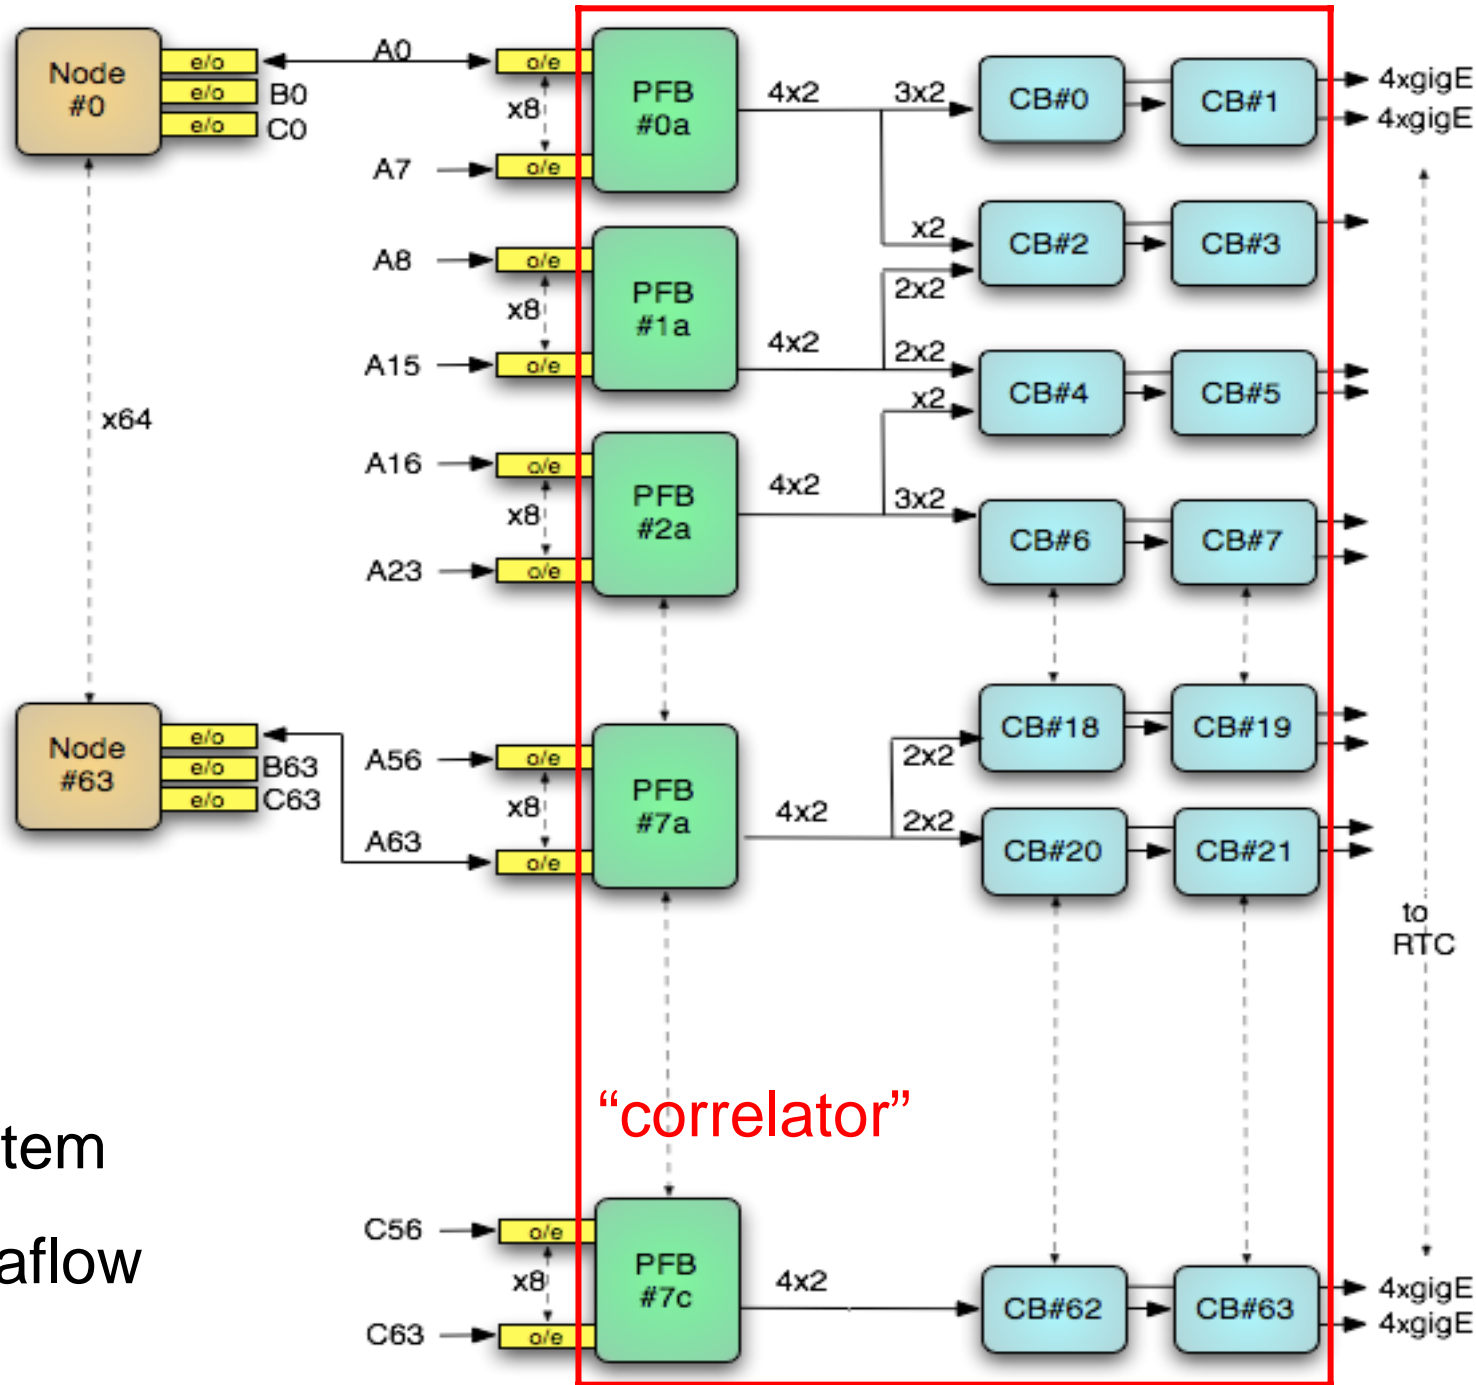 Node
#0
e/o
e/o
e/o
B0
C0
A0
o/e
x8
A7
o/e
PFB
#0a
4x2
3x2
CB#0
CB#1
4xgigE
4xgigE
x2
CB#2
CB#3
A8
o/e
x8
A15
o/e
PFB
#1a
4x2
2x2
2x2
CB#4
CB#5
x2
x64
A16
o/e
x8
A23
o/e
PFB
#2a
4x2
3x2
CB#6
CB#7
Node
#63
e/o
e/o
e/o
B63
C63
A56
o/e
x8
A63
o/e
PFB
#7a
4x2
2x2
2x2
CB#18
CB#19
CB#20
CB#21
to
RTC
“correlator”
tem
aflow
C56
o/e
x8
C63
o/e
PFB
#7c
4x2
CB#62
CB#63
4xgigE
4xgigE